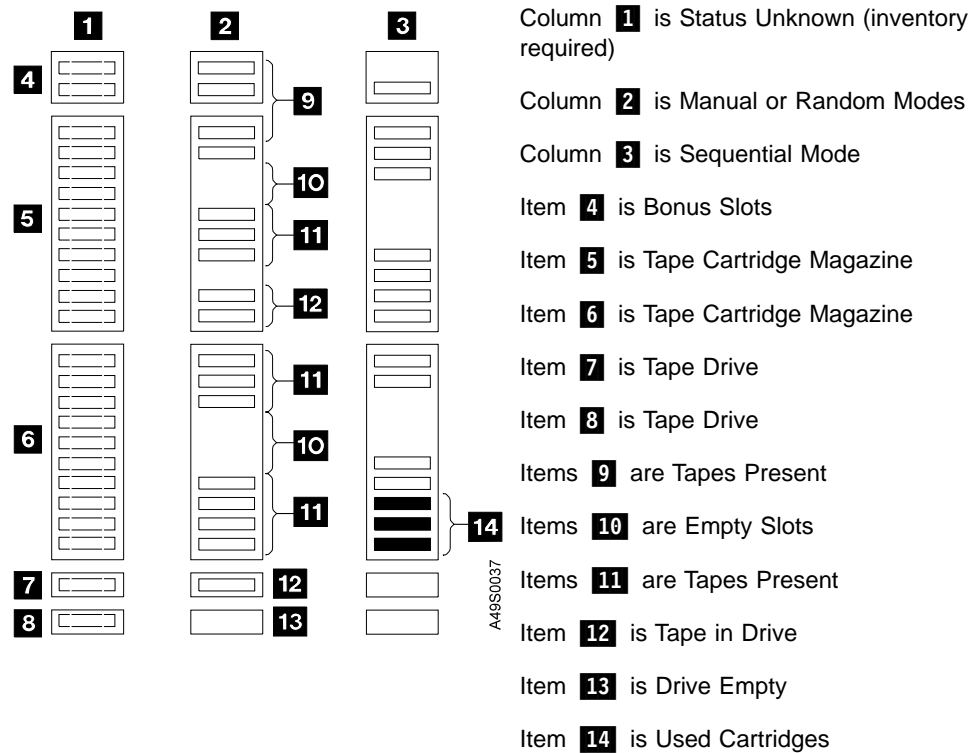 1 2 3
4
9
10
5
11
12
11
6
10
11
14
7
12
8
13
A49S0037
Column 1 is Status Unknown (inventory
required)
Column 2 is Manual or Random Modes
Column 3 is Sequential Mode
Item 4 is Bonus Slots
Item 5 is Tape Cartridge Magazine
Item 6 is Tape Cartridge Magazine
Item 7 is Tape Drive
Item 8 is Tape Drive
Items 9 are Tapes Present
Items 10 are Empty Slots
Items 11 are Tapes Present
Item 12 is Tape in Drive
Item 13 is Drive Empty
Item 14 is Used Cartridges